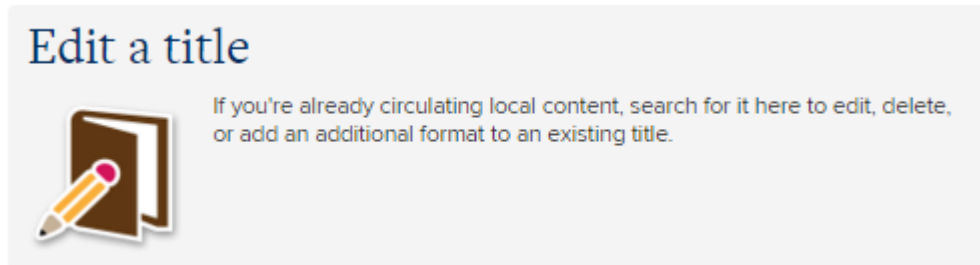 Edit a title
If you're already circulating local content, search for it here to edit, delete,
or add an additional format to an existing title.